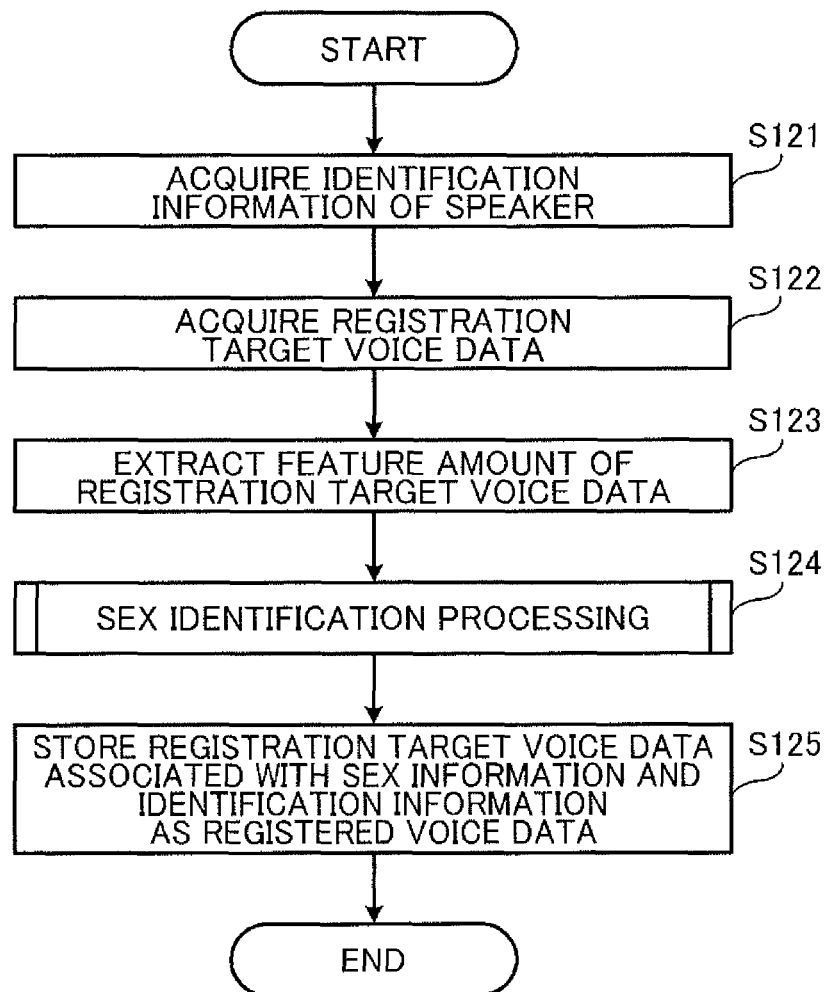 START
S121
ACQUIRE IDENTIFICATION
INFORMATION OF SPEAKER
S122
ACQUIRE REGISTRATION
TARGET VOICE DATA
S123
EXTRACT FEATURE AMOUNT OF
REGISTRATION TARGET VOICE DATA
S124
SEX IDENTIFICATION PROCESSING
S125
STORE REGISTRATION TARGET VOICE DATA
ASSOCIATED WITH SEX INFORMATION AND
IDENTIFICATION INFORMATION
AS REGISTERED VOICE DATA
END